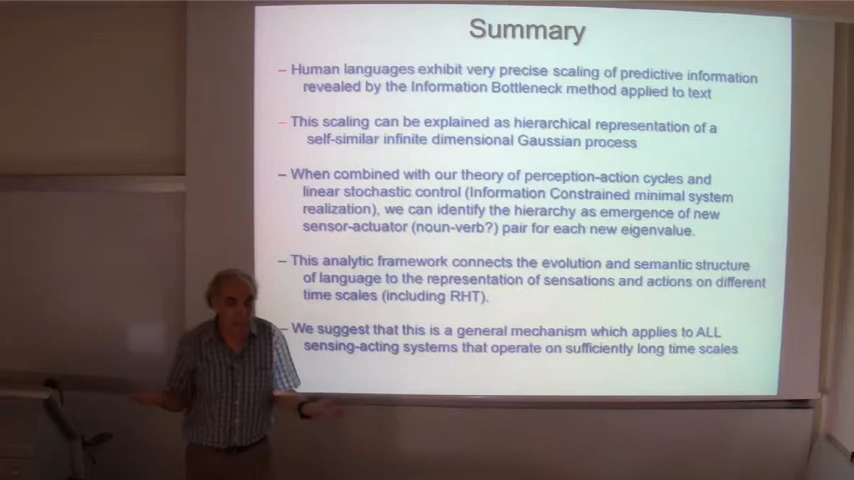 Summary
– Human languages exhibit very precise scaling of predictive information
revealed by the Information Bottleneck method applied to text
– This scaling can be explained as hierarchical representation of a
self-similar infinite dimensional Gaussian process
– When combined with our theory of perception-action cycles and
linear stochastic control (Information Constrained minimal system
realization), we can identify the hierarchy as emergence of new
sensor-actuator (noun-verb?) pair for each new eigenvalue.
– This analytic framework connects the evolution and semantic structure
of language to the representation of sensations and actions on different
time scales (including RHT).
– We suggest that this is a general mechanism which applies to ALL
sensing-acting systems that operate on sufficiently long time scales